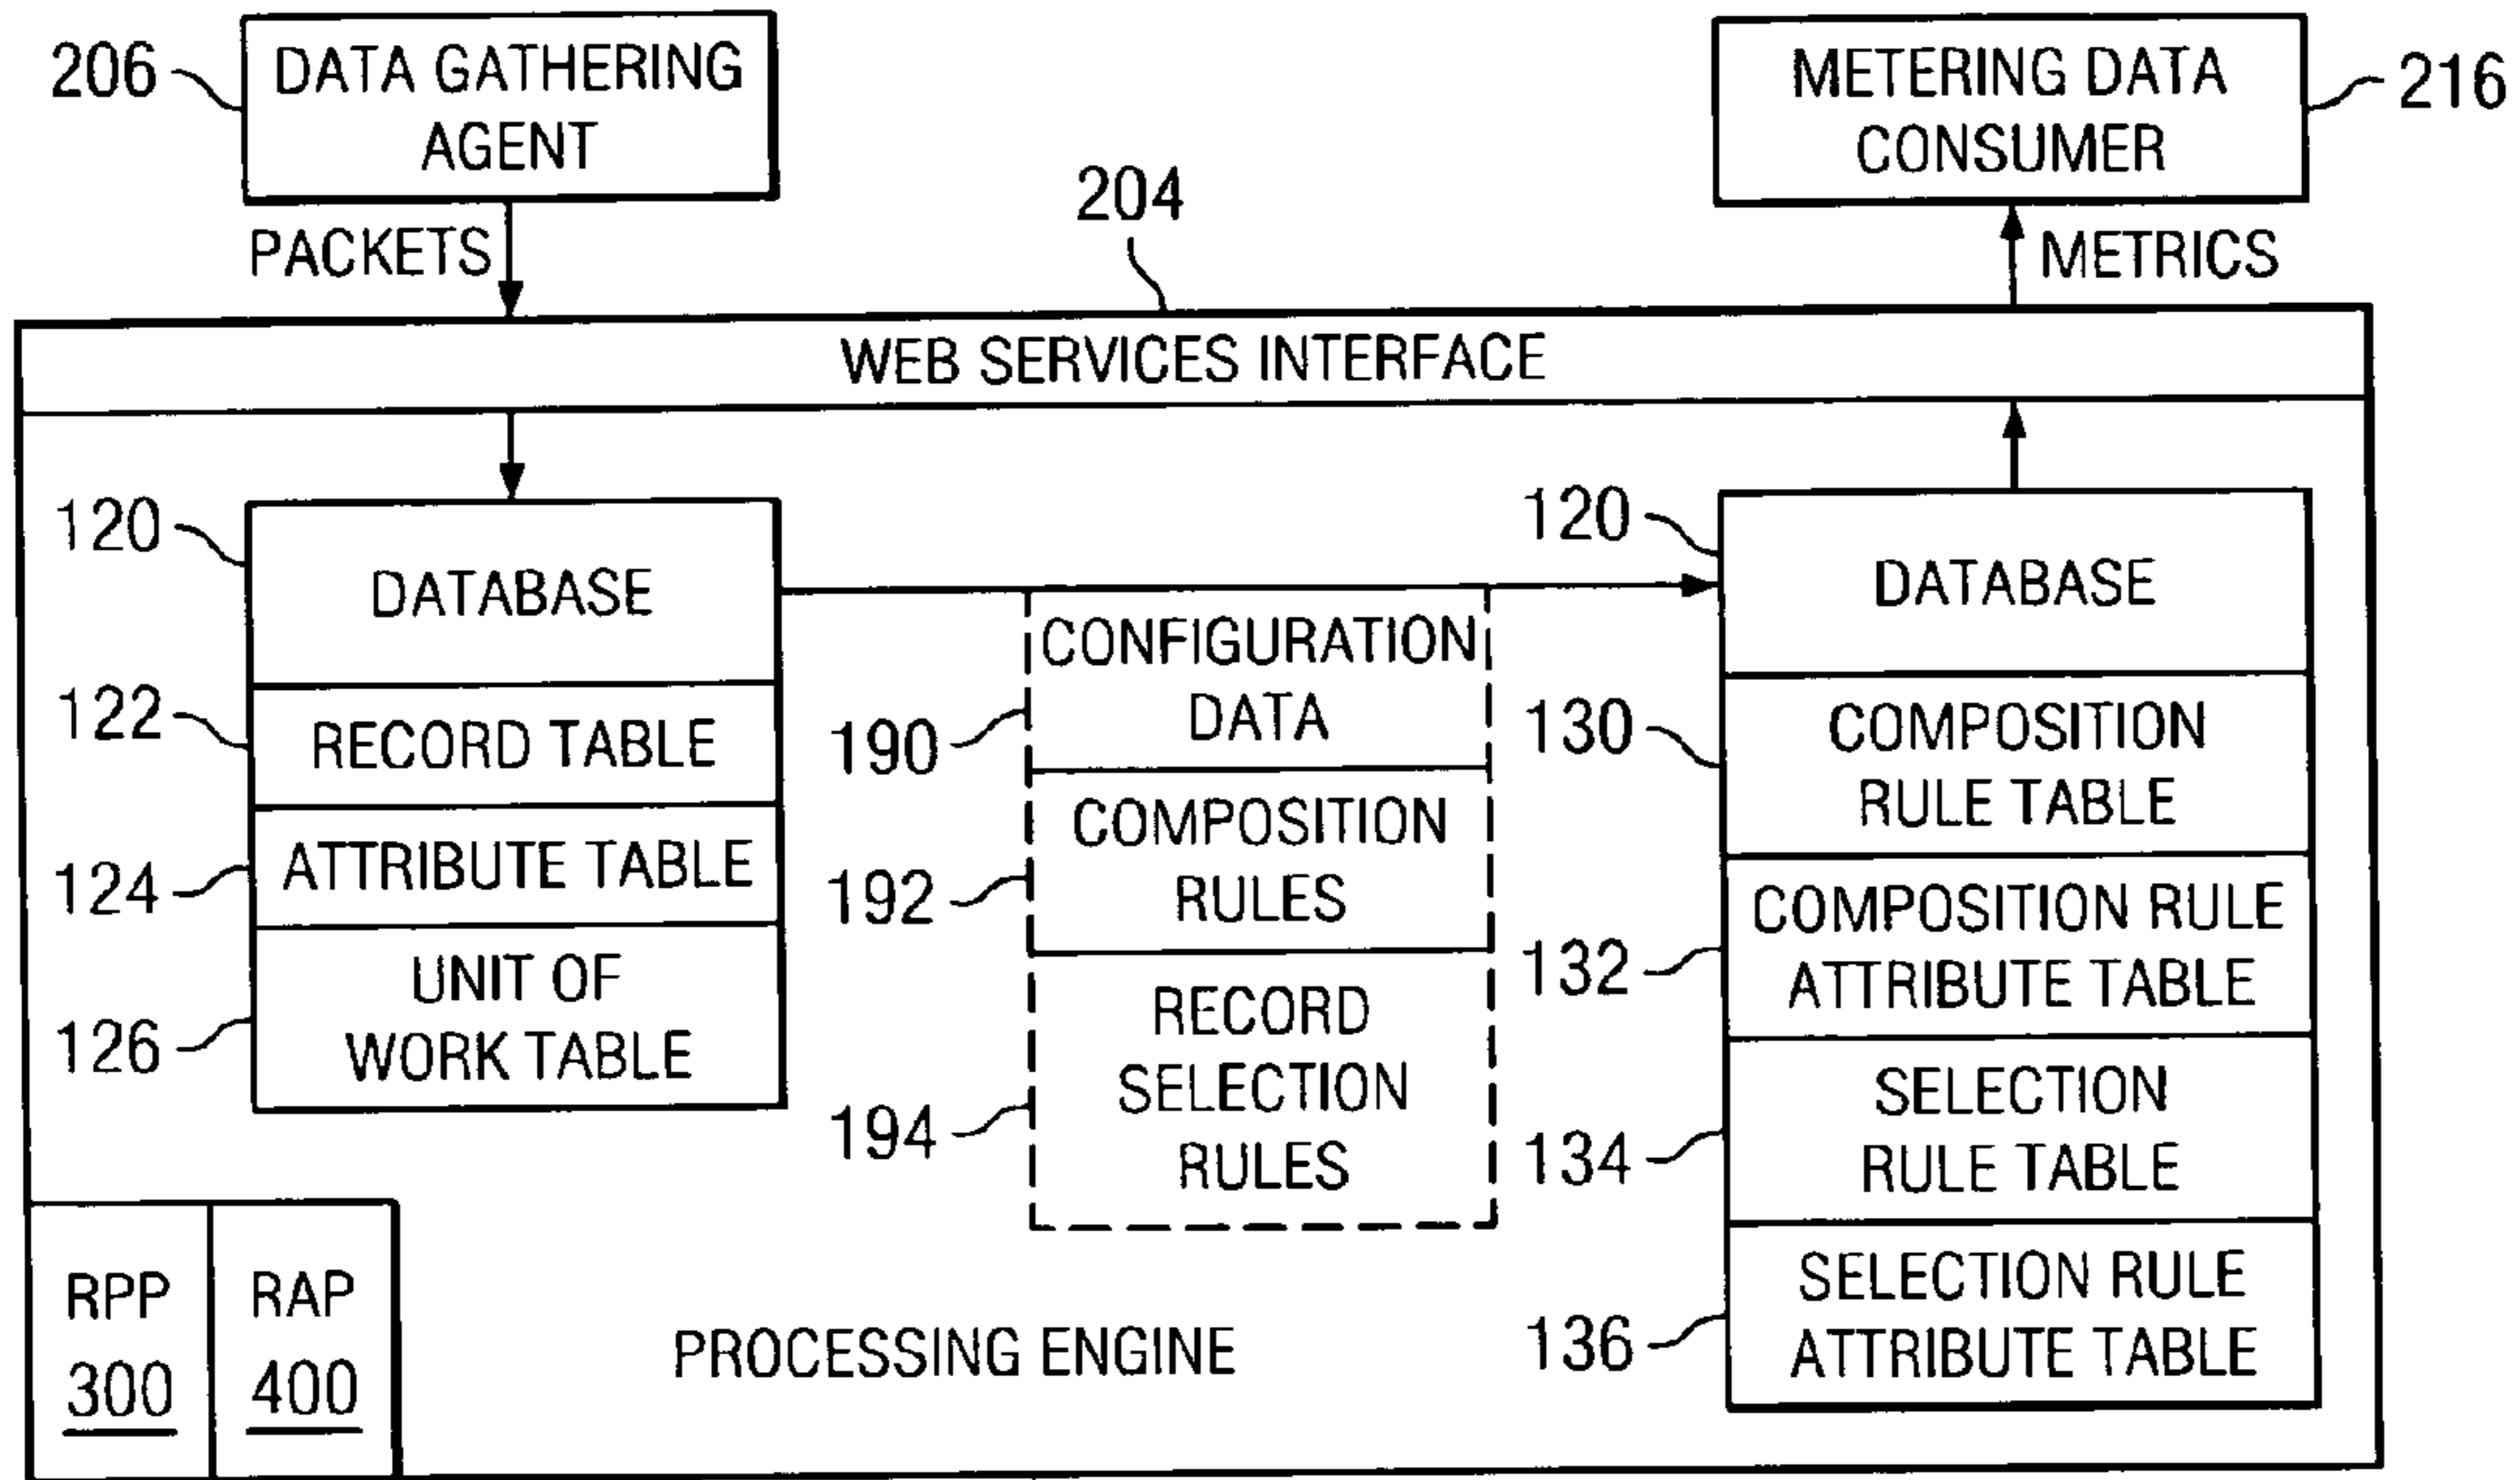 206
DATA GATHERING
AGENT
METERING DATA
CONSUMER
216
PACKETS
204
METRICS
WEB SERVICES INTERFACE
120
DATABASE
122
RECORD TABLE
124
ATTRIBUTE TABLE
126
UNIT OF
WORK TABLE
190
CONFIGURATION
DATA
192
COMPOSITION
RULES
194
RECORD
SELECTION
RULES
120
DATABASE
130
COMPOSITION
RULE TABLE
132
COMPOSITION RULE
ATTRIBUTE TABLE
134
SELECTION
RULE TABLE
136
SELECTION RULE
ATTRIBUTE TABLE
RPP
300
RAP
400
PROCESSING ENGINE